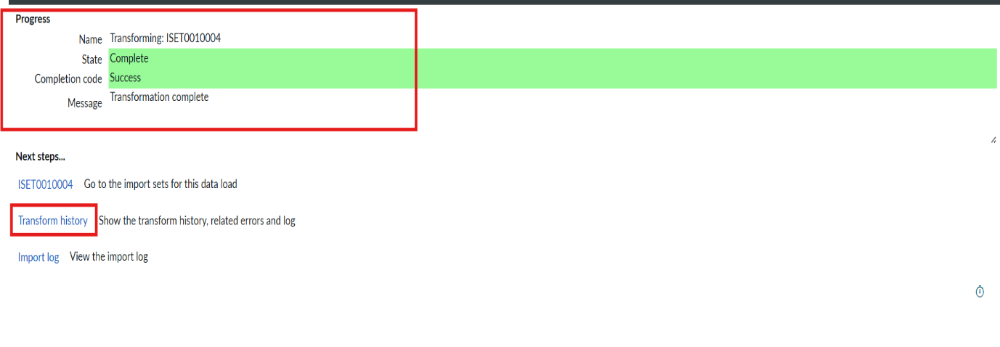 Progress
Name Transforming: ISET0010004
State Complete
Completion code Success
Message Transformation complete
Next steps...
ISET0010004 Go to the import sets for this data load
Transform history Show the transform history, related errors and log
Import log View the import log